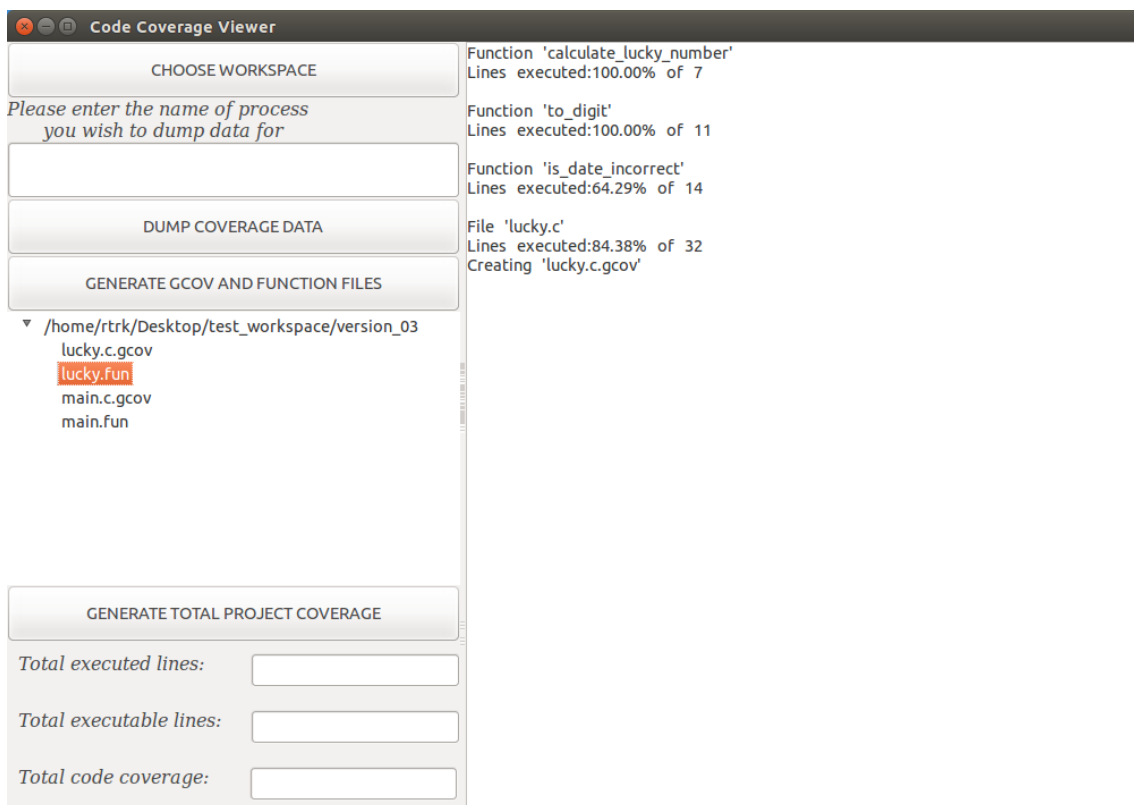 Code Coverage Viewer
CHOOSE WORKSPACE
Please enter the name of process
you wish to dump data for
DUMP COVERAGE DATA
GENERATE GCOV AND FUNCTION FILES
/home/rtrk/Desktop/test_workspace/version_03
lucky.c.gcov
lucky.fun
main.c.gcov
main.fun
GENERATE TOTAL PROJECT COVERAGE
Total executed lines:
Total executable lines:
Total code coverage:
Function 'calculate_lucky_number'
Lines executed:100.00% of 7
Function 'to_digit'
Lines executed:100.00% of 11
Function 'is_date_incorrect'
Lines executed:64.29% of 14
File 'lucky.c'
Lines executed:84.38% of 32
Creating 'lucky.c.gcov'